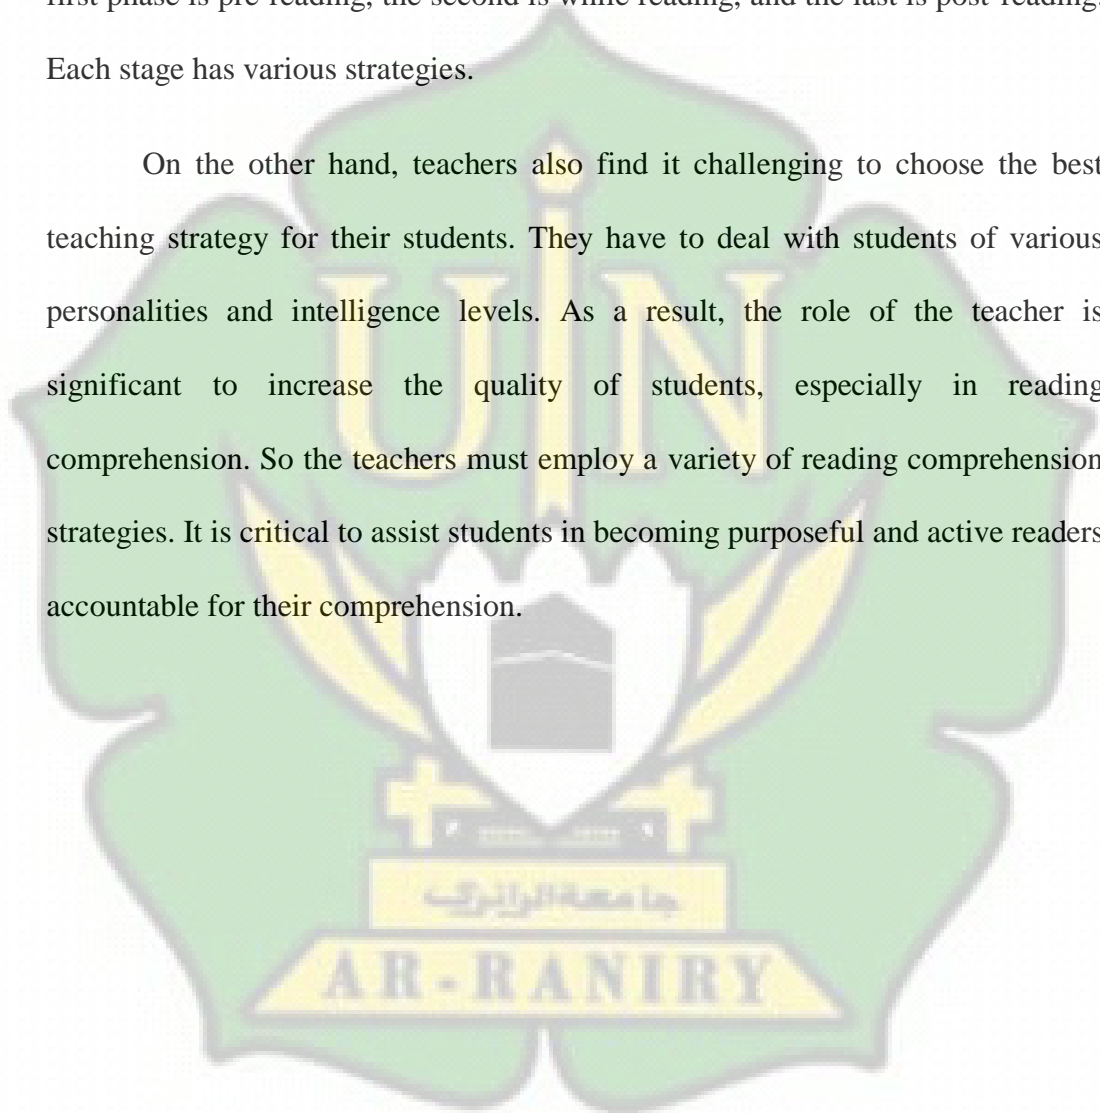 first phase is pre-reading, the second is while reading, and the last is post-reading.
Each stage has various strategies.
On the other hand, teachers also find it challenging to choose the best
teaching strategy for their students. They have to deal with students of various
personalities and intelligence levels. As a result, the role of the teacher is
significant to increase the quality of students, especially in reading
comprehension. So the teachers must employ a variety of reading comprehension
strategies. It is critical to assist students in becoming purposeful and active readers
accountable for their comprehension.
UIN
جامعة الرانري
AR-RANIRY